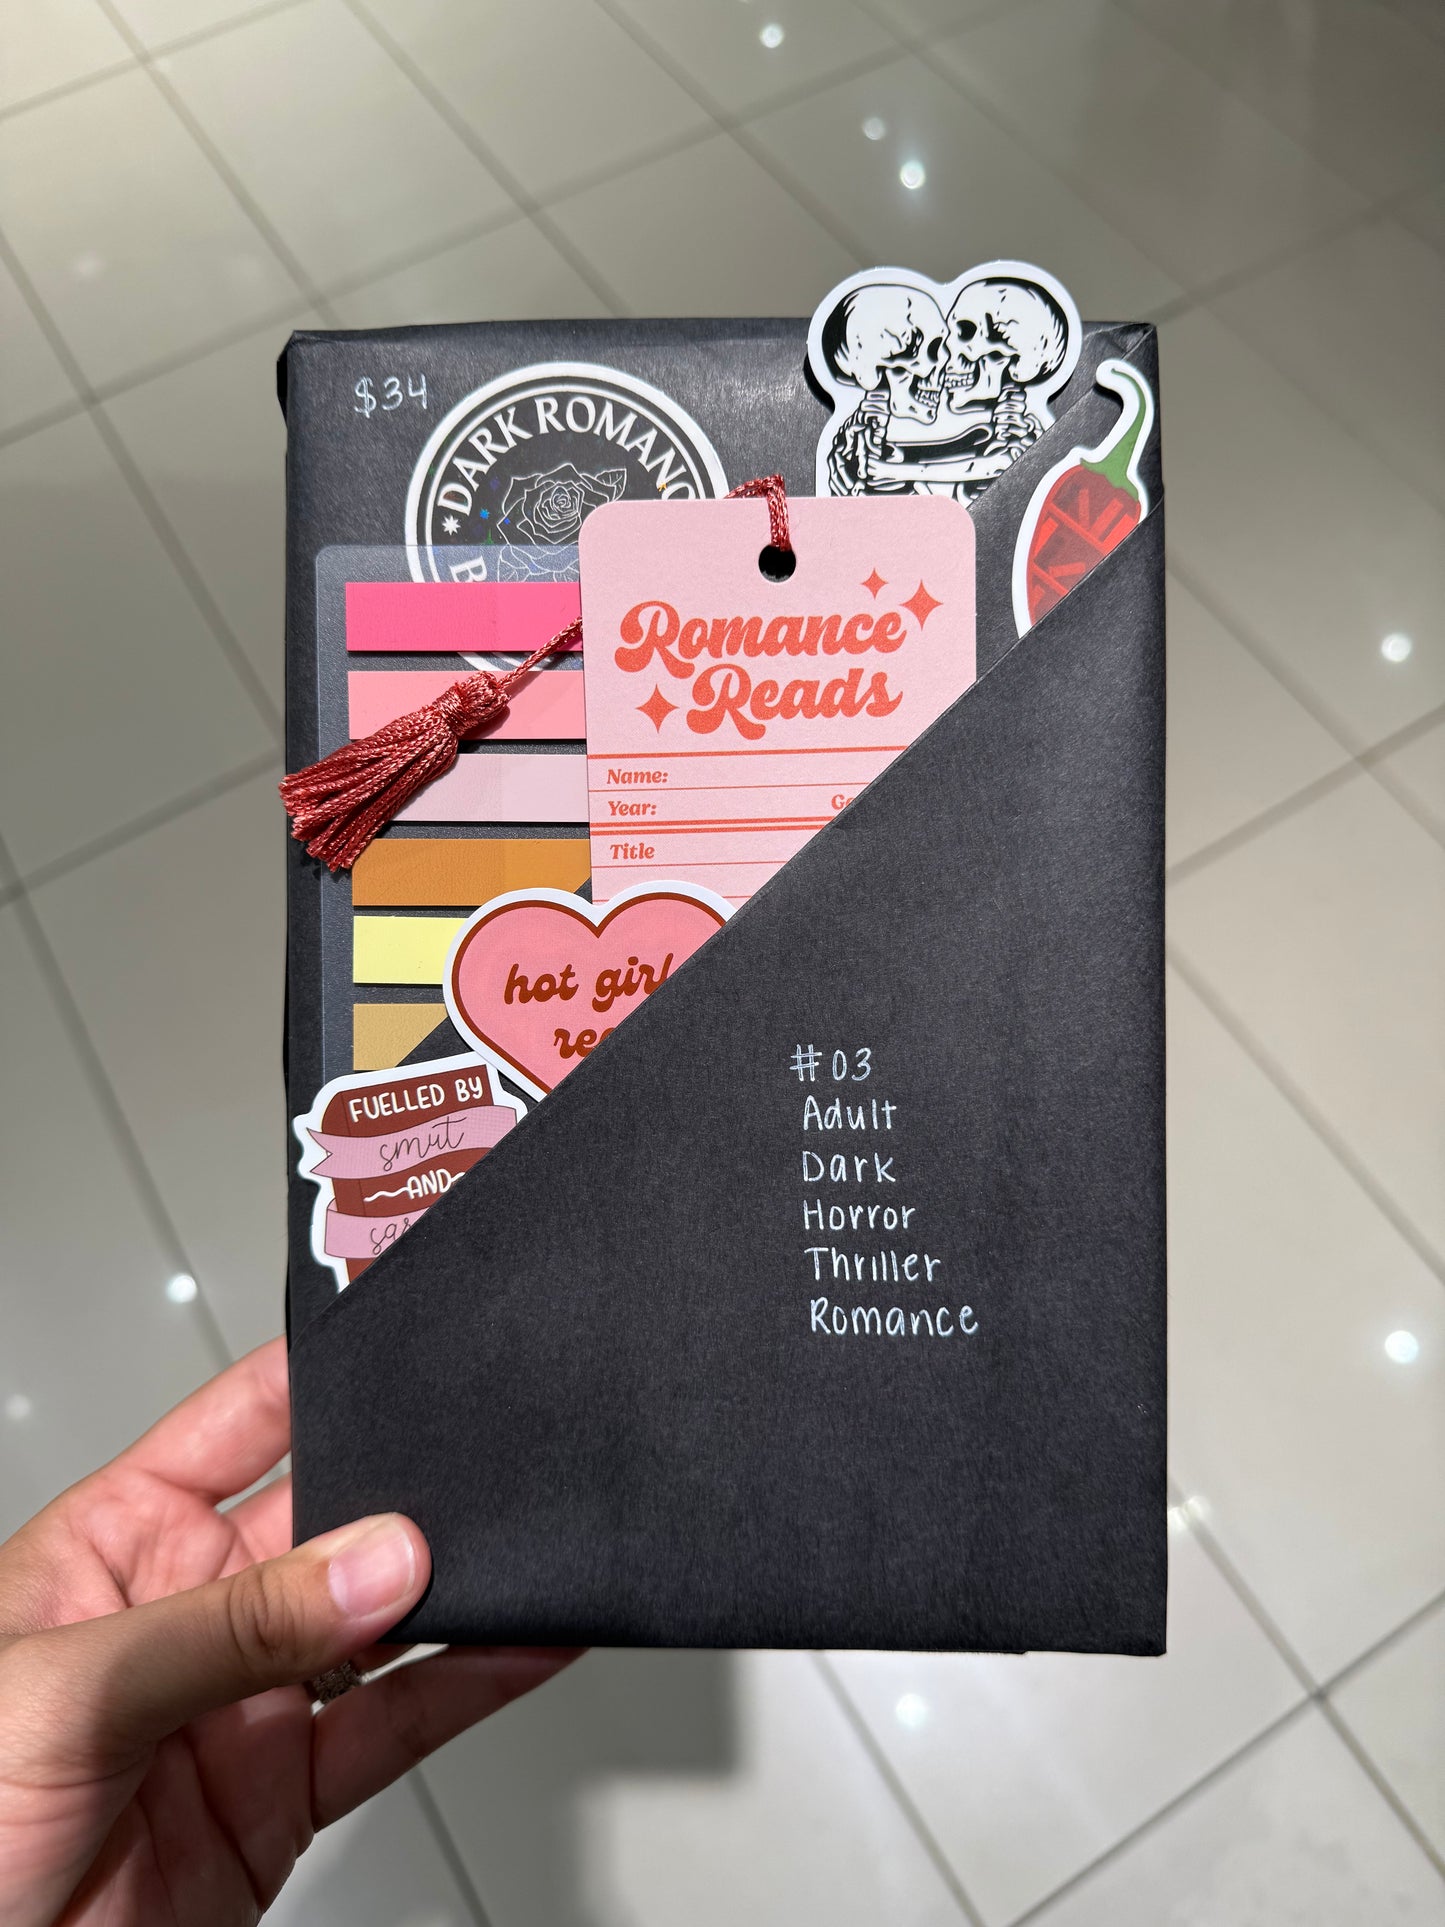 $34
DARK ROMANC
B
Romance
Reads
Name:
Year:
Title
hot girl
FUELLED BY
smut
AND
#03
Adult
Dark
Horror
Thriller
Romance